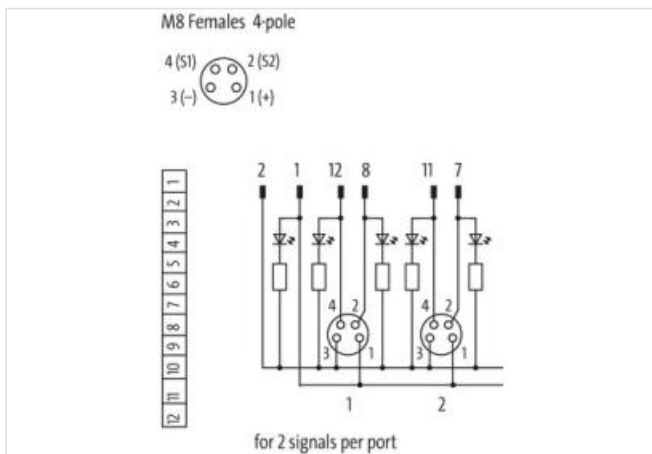 M8 Females 4-pole
4 (S1) 2 (S2)
3 (–) 1 (+)
2 1 12 8 11 7
1
2
3
4
5
6
7
8
9
10
11
12
4 2 4 2
3 1 3 1
1 2
for 2 signals per port